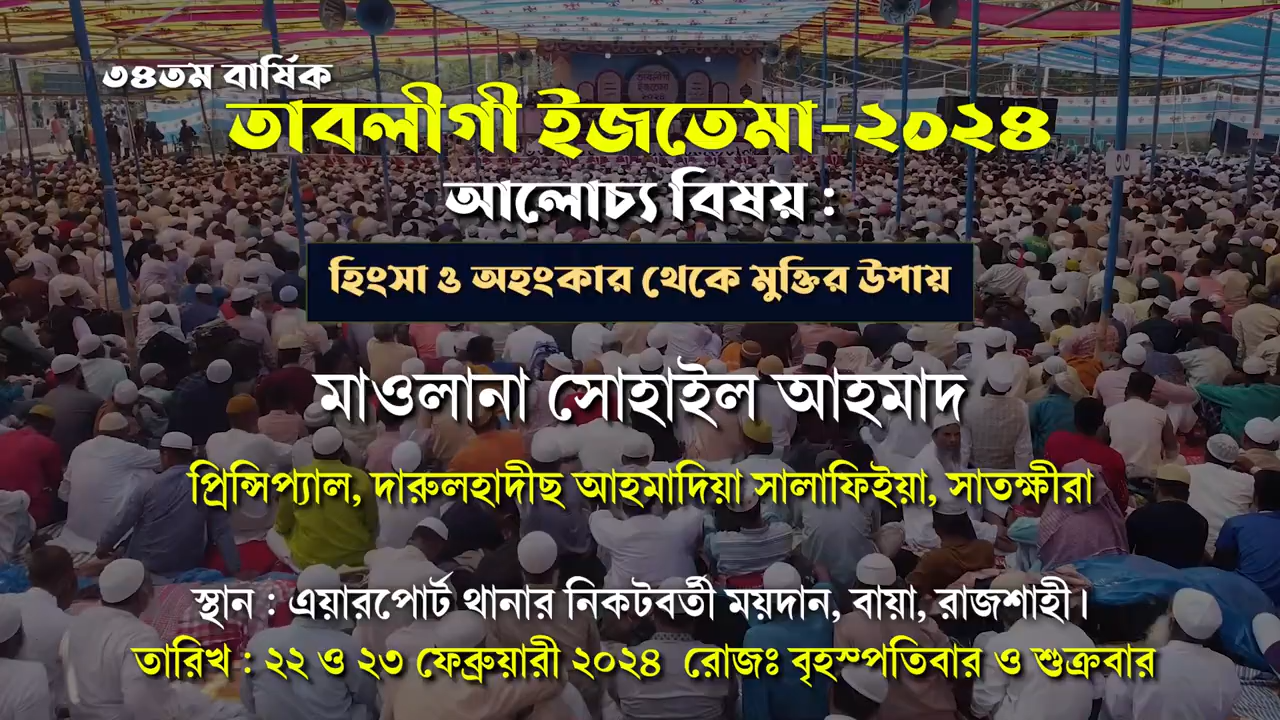 ৩৪তম বার্ষিক
তাবলীগী ইজতেমা-২০২৪
আলোচ্য বিষয় :
হিংসা ও অহংকার থেকে মুক্তির উপায়
মাওলানা সোহাইল আহমাদ
প্রিন্সিপ্যাল, দারুলহাদীছ আহমাদিয়া সালাফিইয়া, সাতক্ষীরা
স্থান : এয়ারপোর্ট থানার নিকটবর্তী ময়দান, বায়া, রাজশাহী।
তারিখ : ২২ ও ২৩ ফেব্রুয়ারী ২০২৪ রোজঃ বৃহস্পতিবার ও শুক্রবার